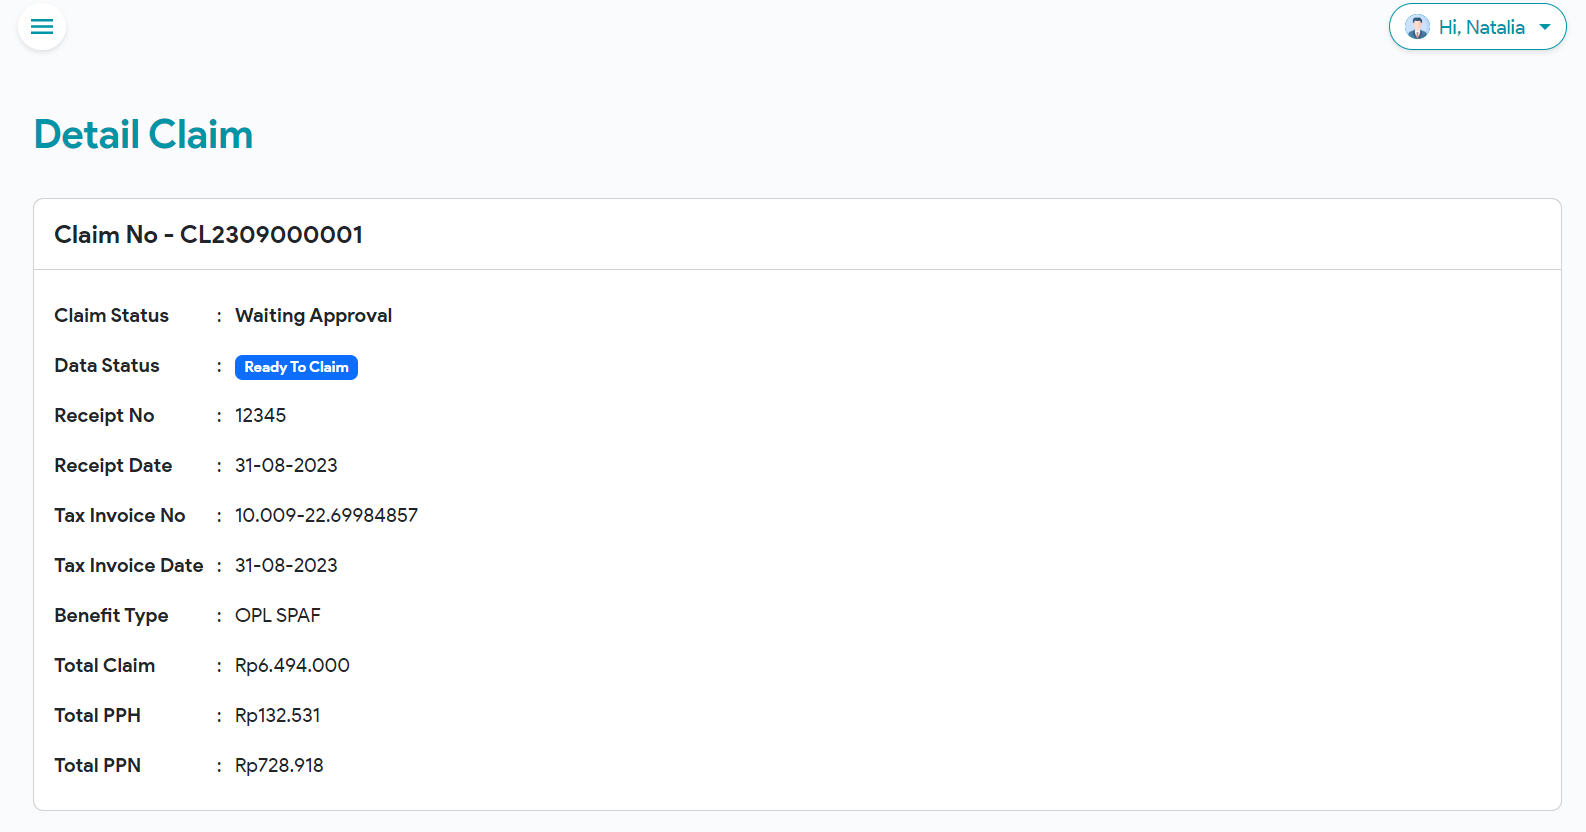 Hi, Natalia
Detail Claim
Claim No - CL2309000001
Claim Status : Waiting Approval
Data Status : Ready To Claim
Receipt No : 12345
Receipt Date : 31-08-2023
Tax Invoice No : 10.009-22.69984857
Tax Invoice Date : 31-08-2023
Benefit Type : OPL SPAF
Total Claim : Rp6.494.000
Total PPH : Rp132.531
Total PPN : Rp728.918